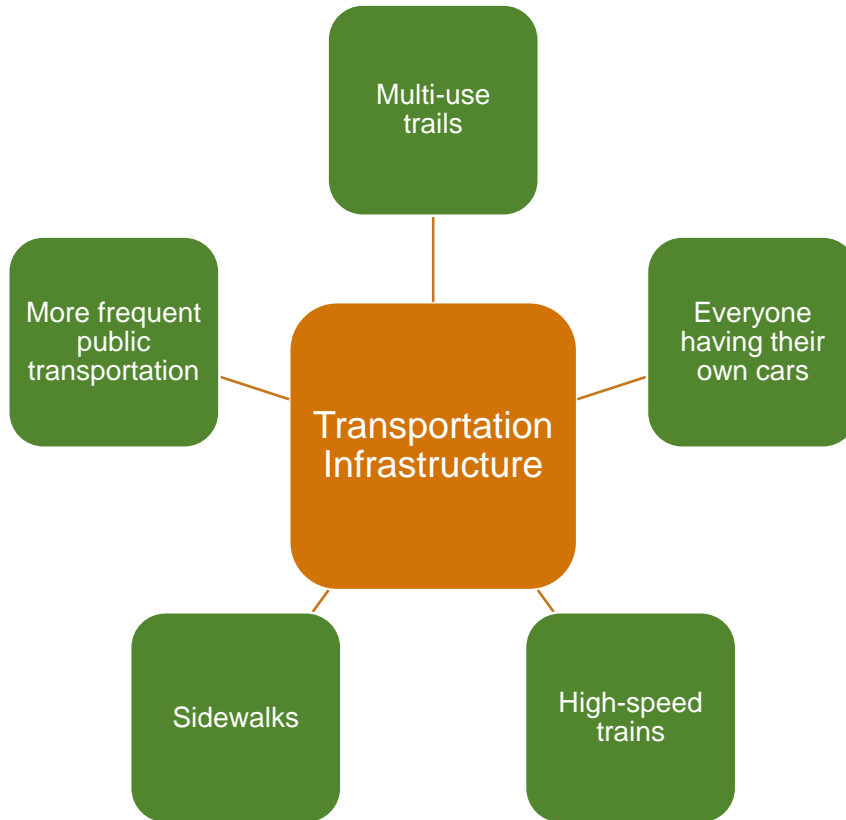 Multi-use
trails
More frequent
public
transportation
Everyone
having their
own cars
Transportation
Infrastructure
Sidewalks
High-speed
trains